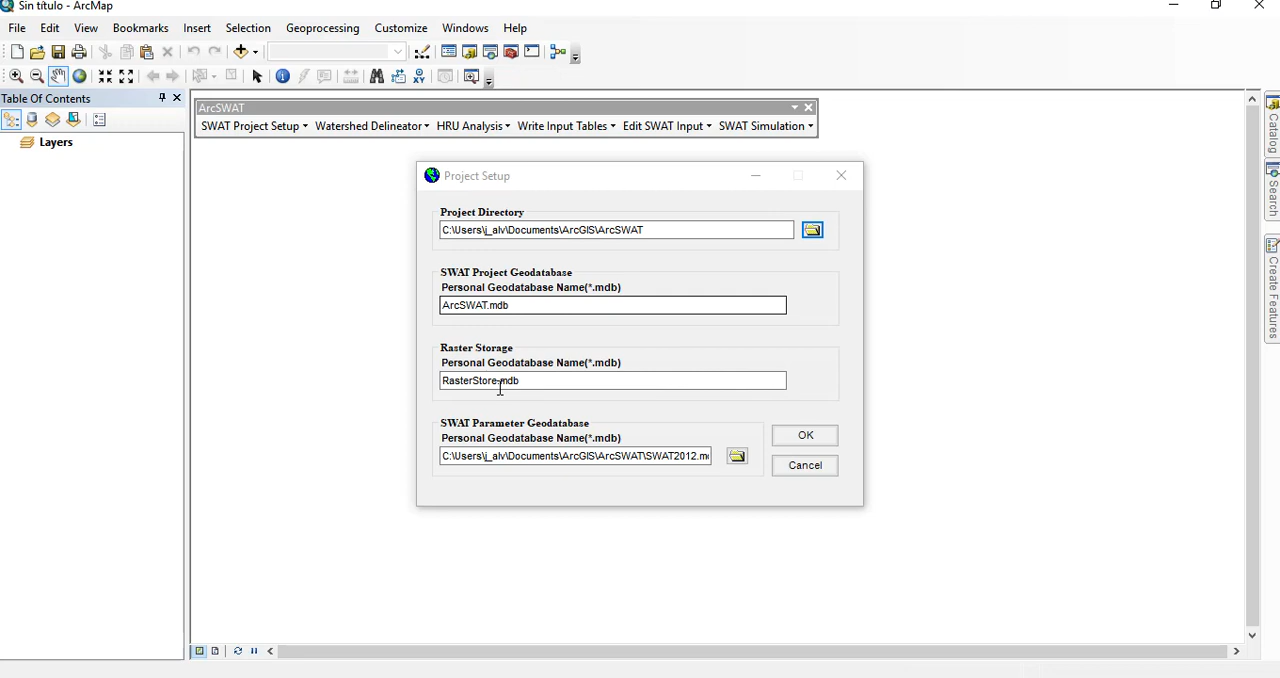 Sin título - ArcMap
File Edit View Bookmarks Insert Selection Geoprocessing Customize Windows Help
Table Of Contents
Layers
ArcSWAT
SWAT Project Setup Watershed Delineator HRU Analysis Write Input Tables Edit SWAT Input SWAT Simulation
Project Setup
Project Directory
C:\Users\j_alv\Documents\ArcGIS\ArcSWAT
SWAT Project Geodatabase
Personal Geodatabase Name(*.mdb)
ArcSWAT.mdb
Raster Storage
Personal Geodatabase Name(*.mdb)
RasterStore.mdb
SWAT Parameter Geodatabase
Personal Geodatabase Name(*.mdb)
C:\Users\j_alv\Documents\ArcGIS\ArcSWAT\SWAT2012.m
OK
Cancel
Catalog
Search
Create Features